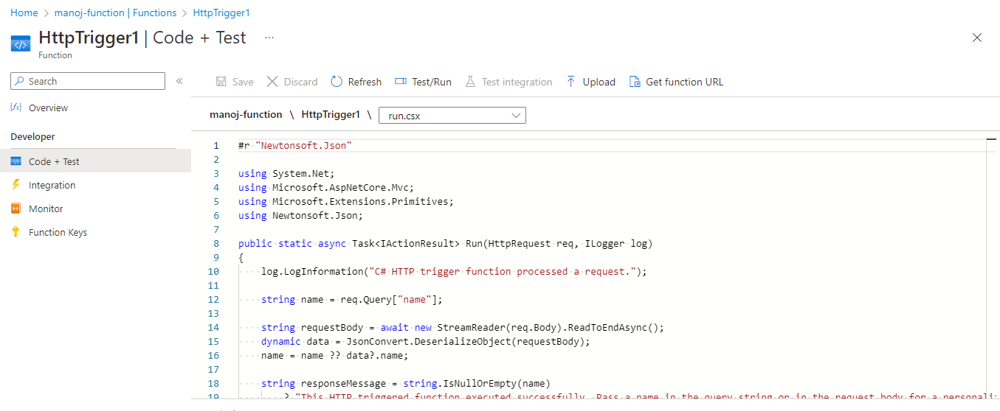 Home > manoj-function | Functions > HttpTrigger1
HttpTrigger1 | Code + Test ...
Function
Search «
Overview
Developer
Code + Test
Integration
Monitor
Function Keys
Save Discard Refresh Test/Run Test integration Upload Get function URL
manoj-function \ HttpTrigger1 \ run.csx
1 #r "Newtonsoft.Json"
2
3 using System.Net;
4 using Microsoft.AspNetCore.Mvc;
5 using Microsoft.Extensions.Primitives;
6 using Newtonsoft.Json;
7
8 public static async Task<IActionResult> Run(HttpRequest req, ILogger log)
9 {
10     log.LogInformation("C# HTTP trigger function processed a request.");
11
12     string name = req.Query["name"];
13
14     string requestBody = await new StreamReader(req.Body).ReadToEndAsync();
15     dynamic data = JsonConvert.DeserializeObject(requestBody);
16     name = name ?? data?.name;
17
18     string responseMessage = string.IsNullOrEmpty(name)
19         ? "This HTTP triggered function executed successfully. Pass a name in the query string or in the request body for a